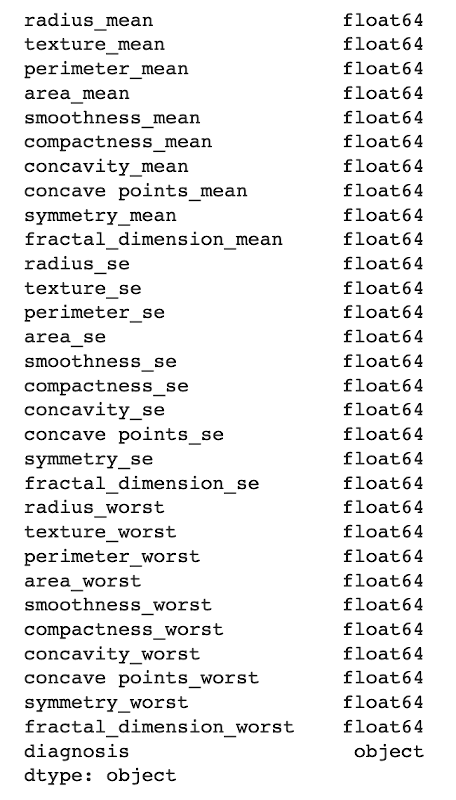 radius_mean float64
texture_mean float64
perimeter_mean float64
area_mean float64
smoothness_mean float64
compactness_mean float64
concavity_mean float64
concave points_mean float64
symmetry_mean float64
fractal_dimension_mean float64
radius_se float64
texture_se float64
perimeter_se float64
area_se float64
smoothness_se float64
compactness_se float64
concavity_se float64
concave points_se float64
symmetry_se float64
fractal_dimension_se float64
radius_worst float64
texture_worst float64
perimeter_worst float64
area_worst float64
smoothness_worst float64
compactness_worst float64
concavity_worst float64
concave points_worst float64
symmetry_worst float64
fractal_dimension_worst float64
diagnosis object
dtype: object